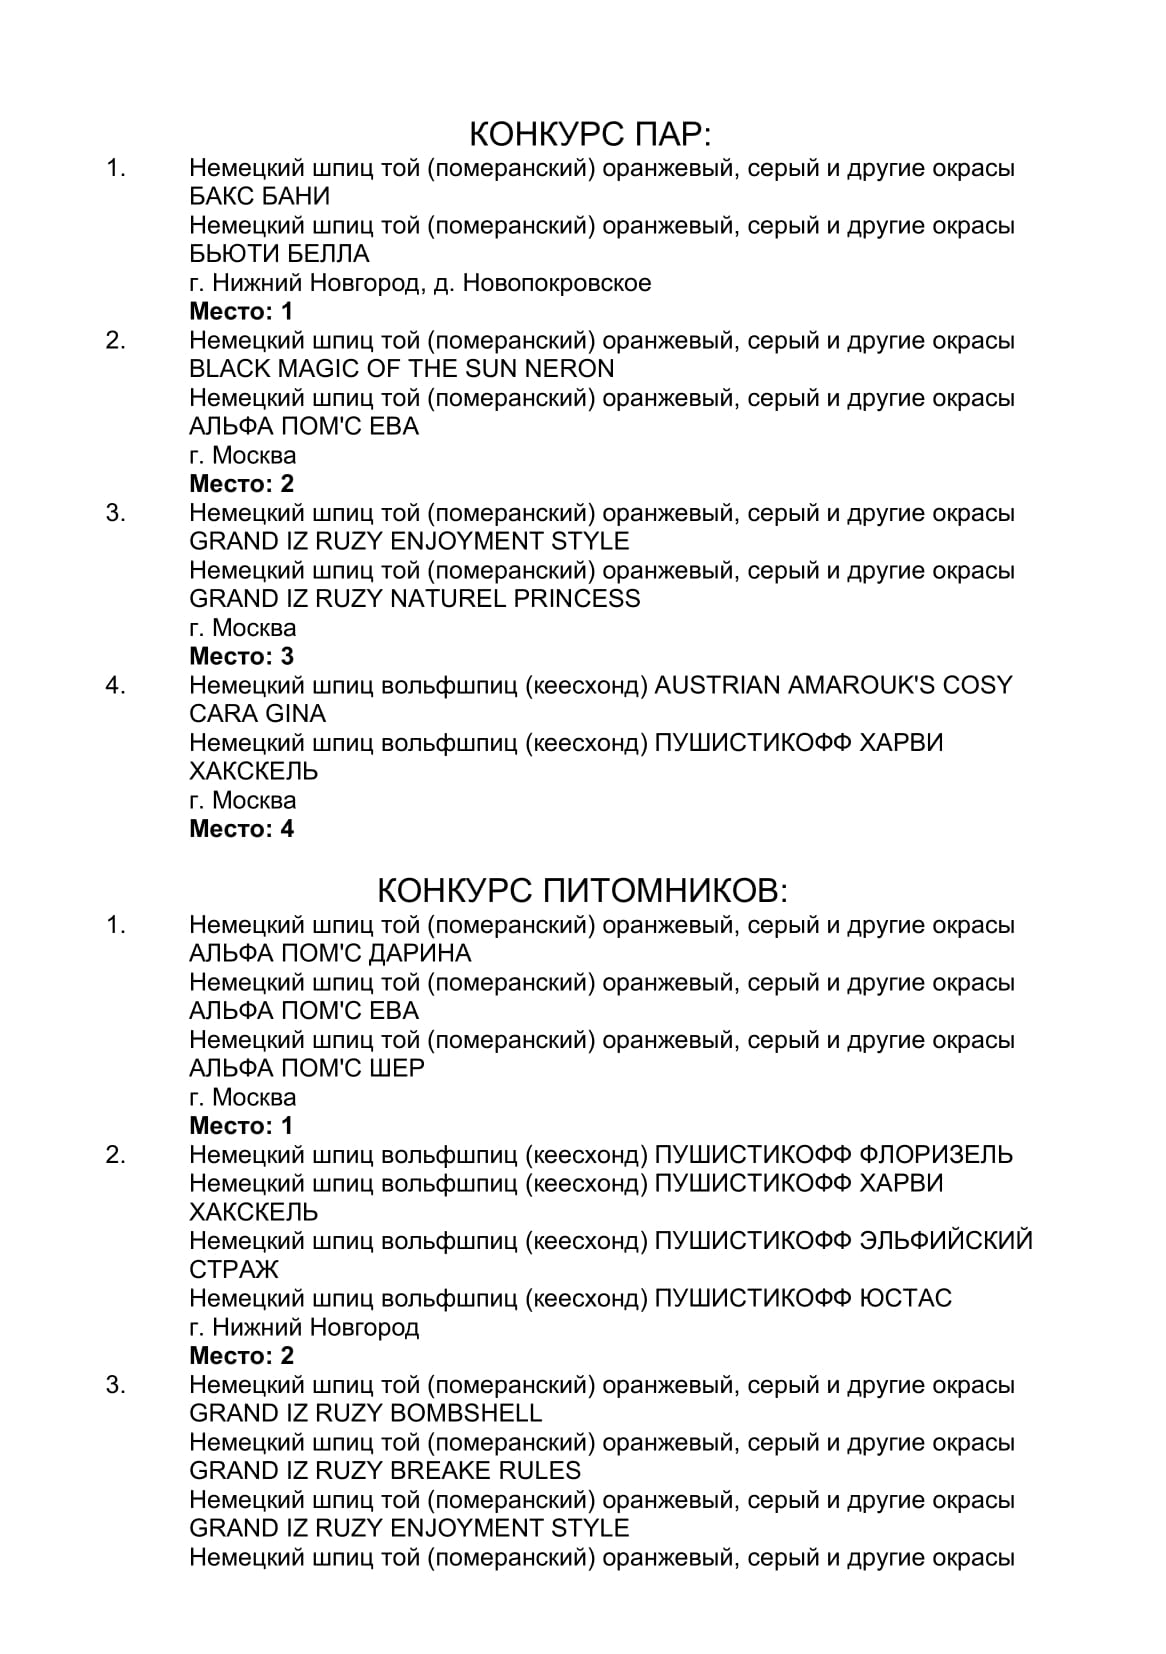 КОНКУРС ПАР:
1. Немецкий шпиц той (померанский) оранжевый, серый и другие окрасы
БАКС БАНИ
Немецкий шпиц той (померанский) оранжевый, серый и другие окрасы
БЬЮТИ БЕЛЛА
г. Нижний Новгород, д. Новопокровское
Место: 1
2. Немецкий шпиц той (померанский) оранжевый, серый и другие окрасы
BLACK MAGIC OF THE SUN NERON
Немецкий шпиц той (померанский) оранжевый, серый и другие окрасы
АЛЬФА ПОМ'С ЕВА
г. Москва
Место: 2
3. Немецкий шпиц той (померанский) оранжевый, серый и другие окрасы
GRAND IZ RUZY ENJOYMENT STYLE
Немецкий шпиц той (померанский) оранжевый, серый и другие окрасы
GRAND IZ RUZY NATUREL PRINCESS
г. Москва
Место: 3
4. Немецкий шпиц вольфшпиц (кеесхонд) AUSTRIAN AMAROUK'S COSY
CARA GINA
Немецкий шпиц вольфшпиц (кеесхонд) ПУШИСТИКОФФ ХАРВИ
ХАКСКЕЛЬ
г. Москва
Место: 4
КОНКУРС ПИТОМНИКОВ:
1. Немецкий шпиц той (померанский) оранжевый, серый и другие окрасы
АЛЬФА ПОМ'С ДАРИНА
Немецкий шпиц той (померанский) оранжевый, серый и другие окрасы
АЛЬФА ПОМ'С ЕВА
Немецкий шпиц той (померанский) оранжевый, серый и другие окрасы
АЛЬФА ПОМ'С ШЕР
г. Москва
Место: 1
2. Немецкий шпиц вольфшпиц (кеесхонд) ПУШИСТИКОФФ ФЛОРИЗЕЛЬ
Немецкий шпиц вольфшпиц (кеесхонд) ПУШИСТИКОФФ ХАРВИ
ХАКСКЕЛЬ
Немецкий шпиц вольфшпиц (кеесхонд) ПУШИСТИКОФФ ЭЛЬФИЙСКИЙ
СТРАЖ
Немецкий шпиц вольфшпиц (кеесхонд) ПУШИСТИКОФФ ЮСТАС
г. Нижний Новгород
Место: 2
3. Немецкий шпиц той (померанский) оранжевый, серый и другие окрасы
GRAND IZ RUZY BOMBSHELL
Немецкий шпиц той (померанский) оранжевый, серый и другие окрасы
GRAND IZ RUZY BREAKE RULES
Немецкий шпиц той (померанский) оранжевый, серый и другие окрасы
GRAND IZ RUZY ENJOYMENT STYLE
Немецкий шпиц той (померанский) оранжевый, серый и другие окрасы